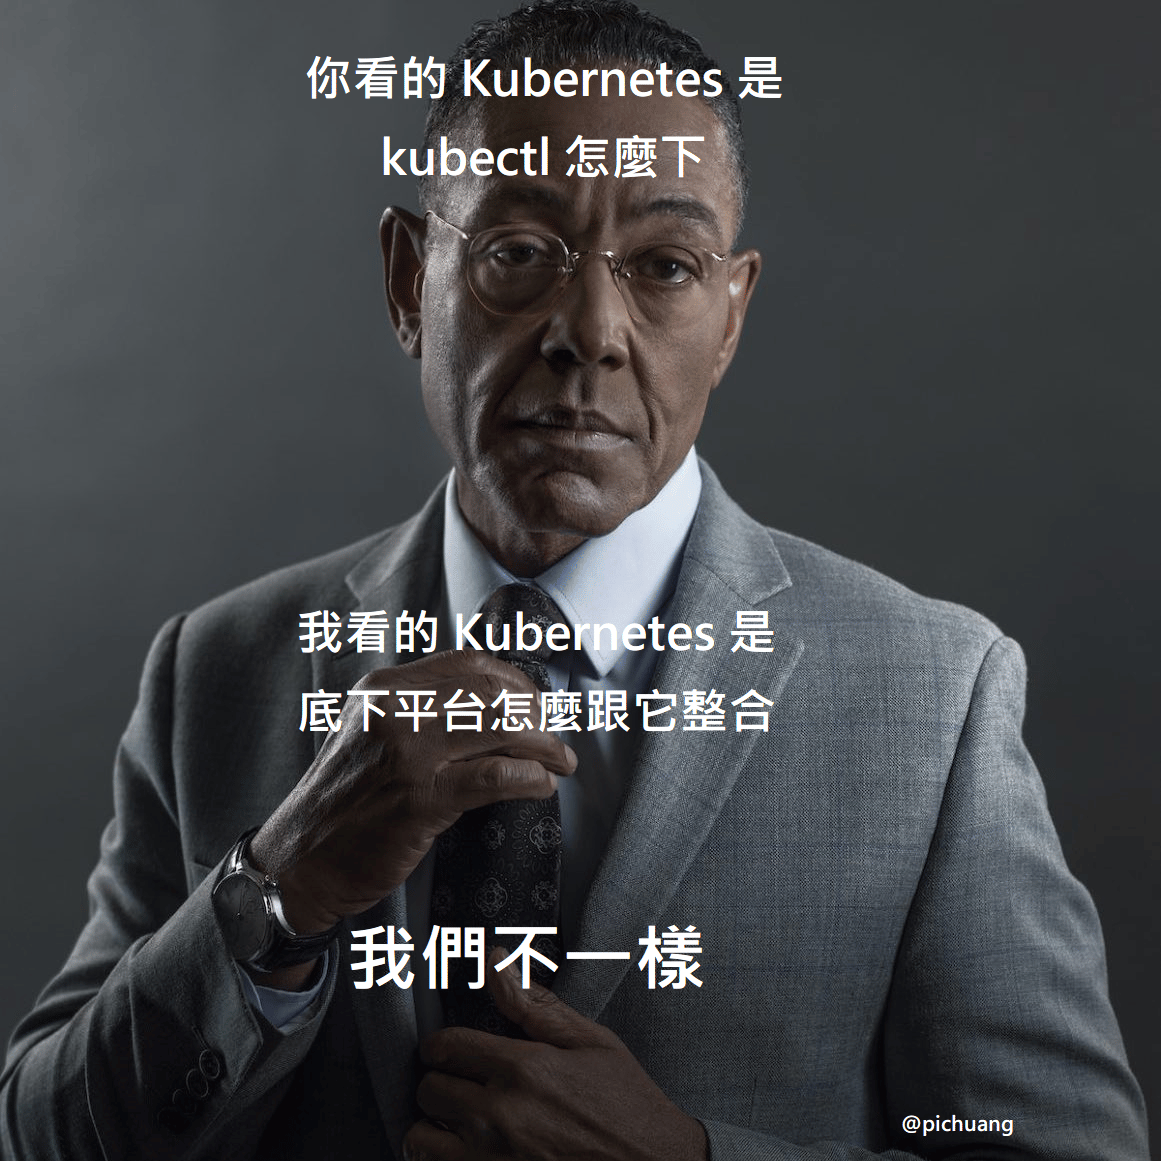 你看的 Kubernetes 是
kubectl 怎麼下
我看的 Kubernetes 是
底下平台怎麼跟它整合
我們不一樣
@pichuang